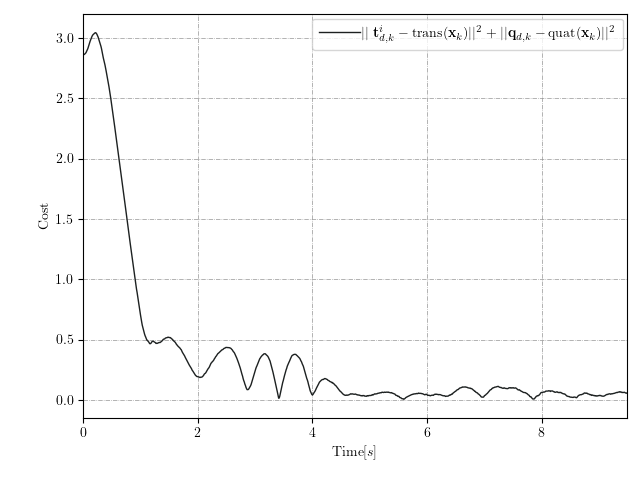 || t^i_{d,k} − trans(x_k)||² + ||q_{d,k} − quat(x_k)||²
3.0
2.5
2.0
1.5
1.0
0.5
0.0
Cost
0 2 4 6 8
Time[s]